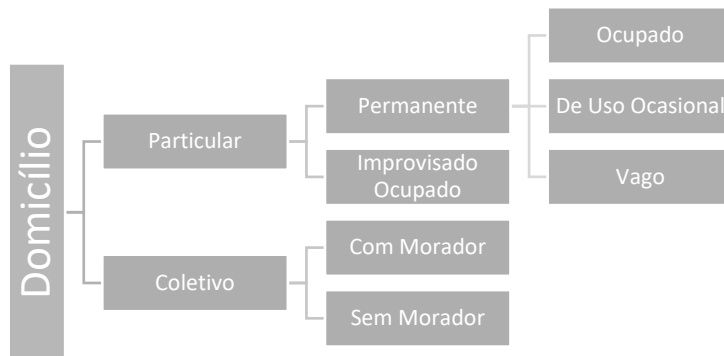 Domicílio
Particular
Permanente
Ocupado
De Uso Ocasional
Vago
Improvisado
Ocupado
Coletivo
Com Morador
Sem Morador